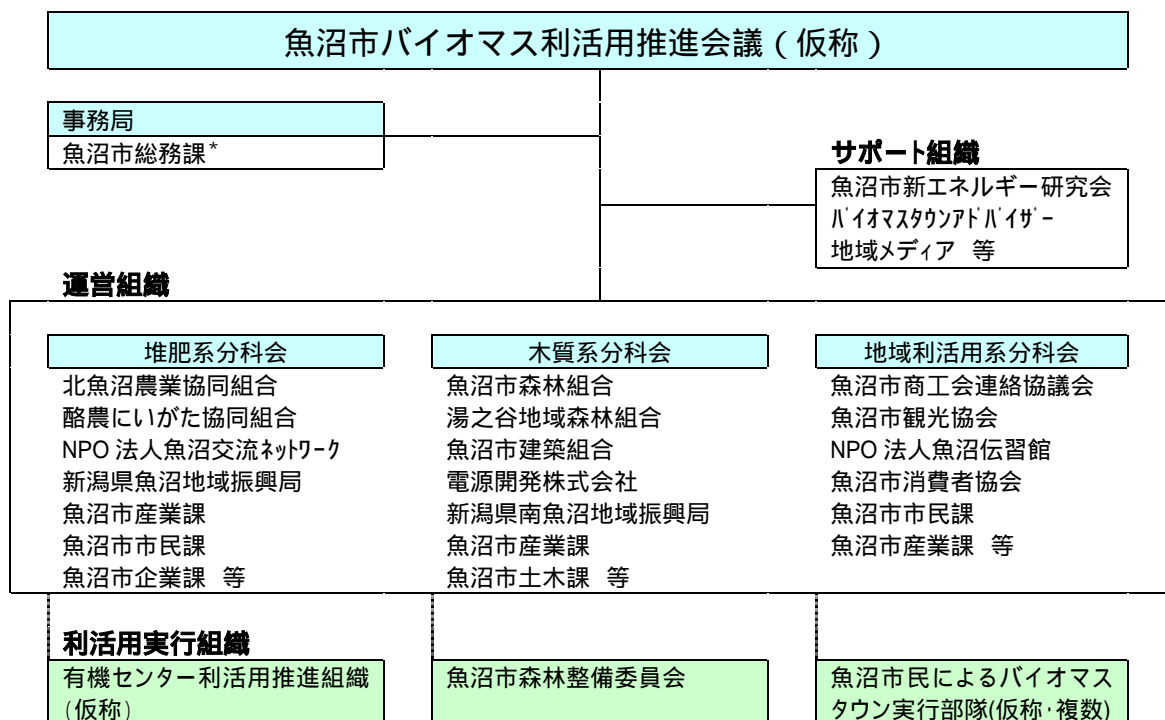 魚沼市バイオマス利活用推進会議(仮称)
事務局
魚沼市総務課*
サポート組織
魚沼市新エネルギー研究会
バイオマスタウンアドバイザー
地域メディア 等
運営組織
堆肥系分科会
北魚沼農業協同組合
酪農にいがた協同組合
NPO法人魚沼交流ネットワーク
新潟県魚沼地域振興局
魚沼市産業課
魚沼市市民課
魚沼市企業課 等
木質系分科会
魚沼市森林組合
湯之谷地域森林組合
魚沼市建築組合
電源開発株式会社
新潟県南魚沼地域振興局
魚沼市産業課
魚沼市土木課 等
地域利活用系分科会
魚沼市商工会連絡協議会
魚沼市観光協会
NPO法人魚沼伝習館
魚沼市消費者協会
魚沼市市民課
魚沼市産業課 等
利活用実行組織
有機センター利活用推進組織
(仮称)
魚沼市森林整備委員会
魚沼市民によるバイオマス
タウン実行部隊(仮称・複数)